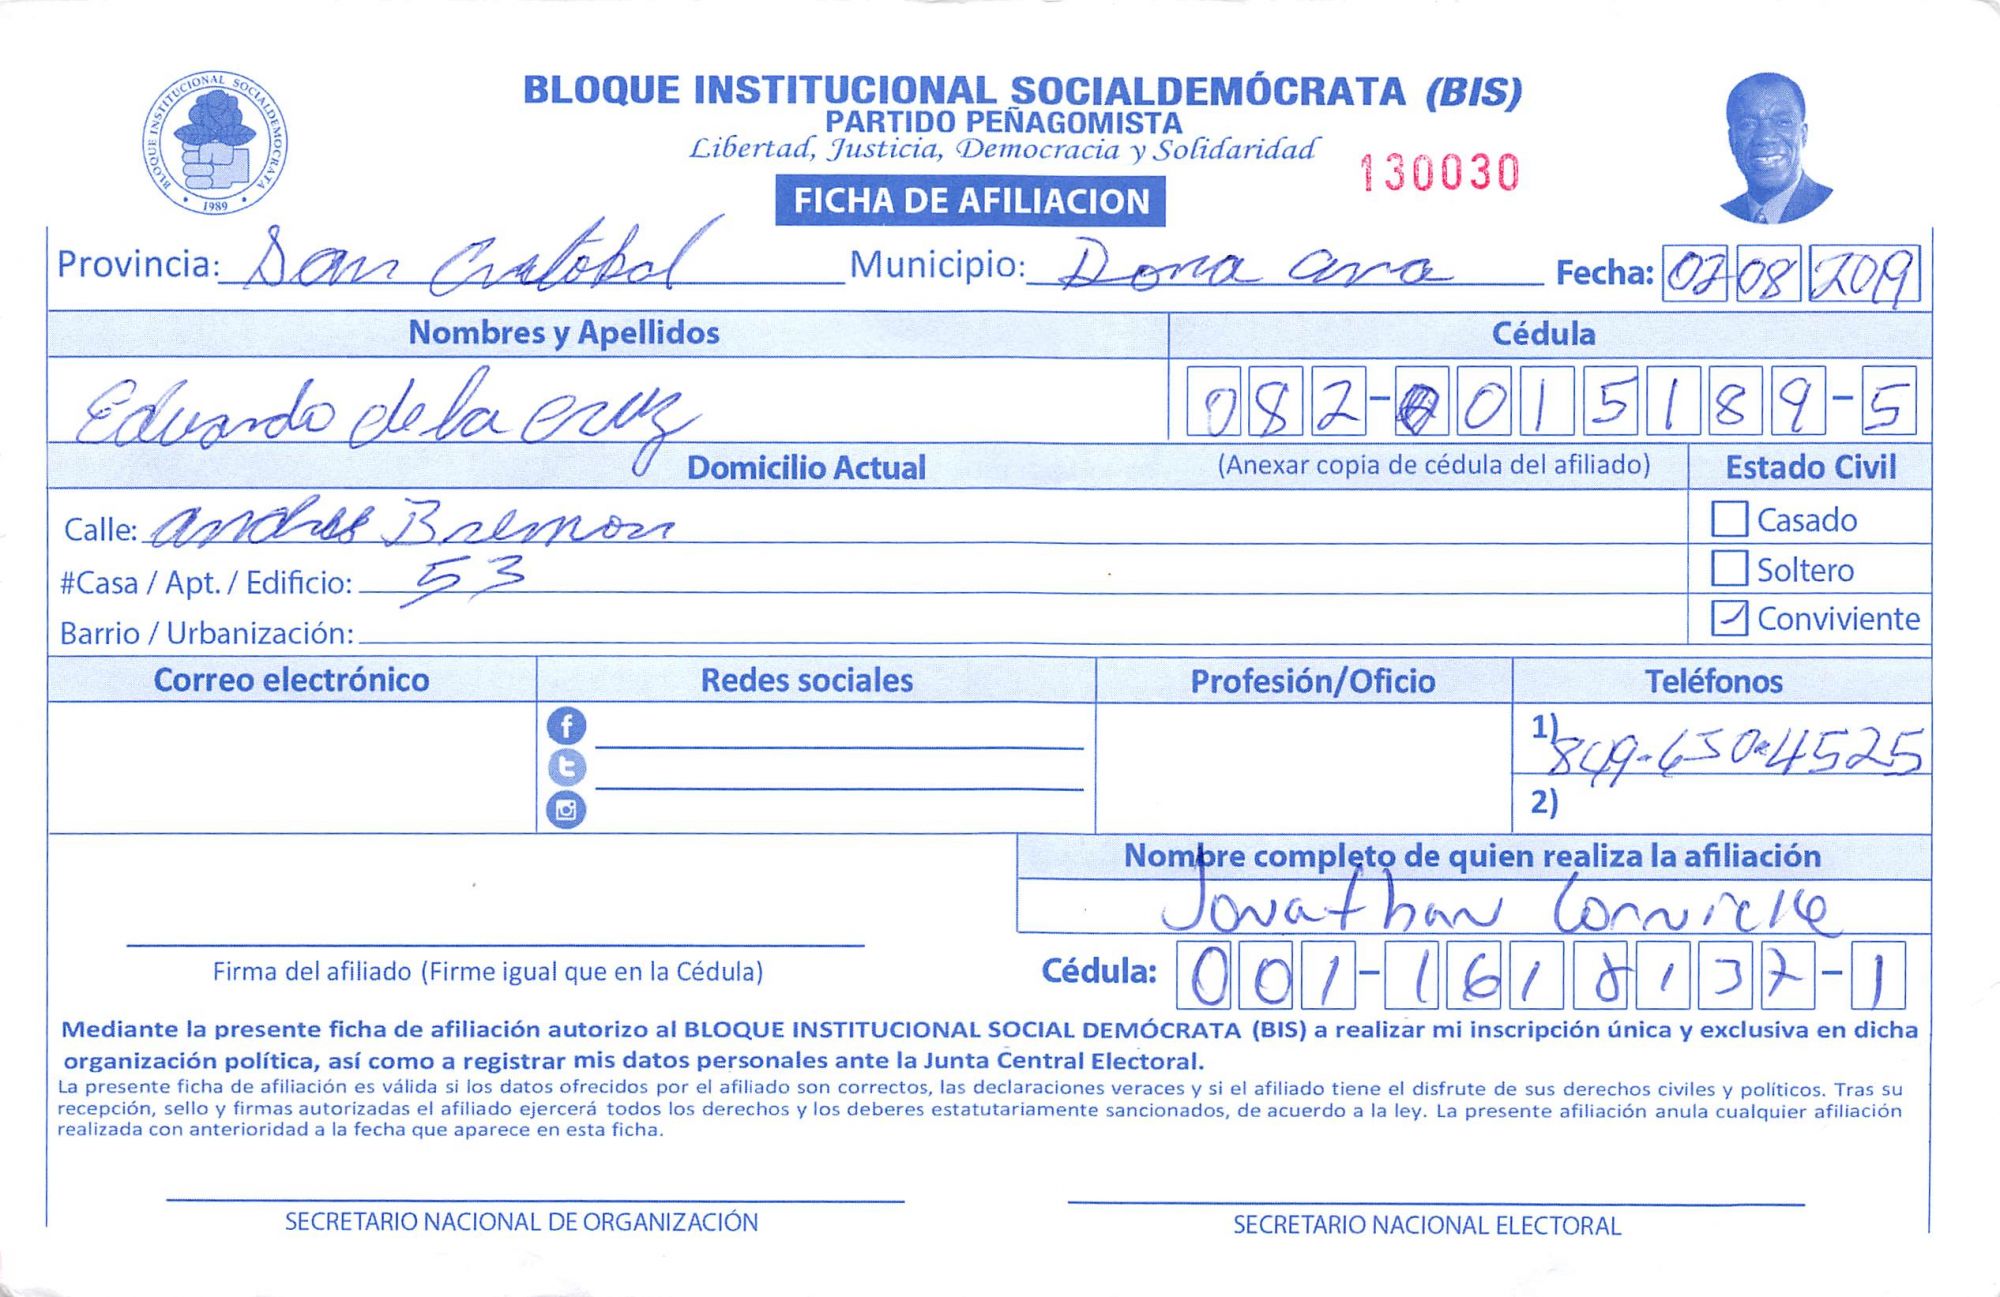 BLOQUE INSTITUCIONAL SOCIALDEMOCRATA
1989
BLOQUE INSTITUCIONAL SOCIALDEMÓCRATA (BIS)
PARTIDO PEÑAGOMISTA
Libertad, Justicia, Democracia y Solidaridad
130030
FICHA DE AFILIACION
Provincia: San Cristobal Municipio: Dona ana Fecha: 02 08 2019
Nombres y Apellidos Cédula
Eduardo de la Cruz 082-0015189-5
Domicilio Actual (Anexar copia de cédula del afiliado) Estado Civil
Calle: andres Bremon Casado
#Casa / Apt. / Edificio: 53 Soltero
Barrio / Urbanización: Conviviente
Correo electrónico Redes sociales Profesión/Oficio Teléfonos
1) 849-630-4525
2)
Nombre completo de quien realiza la afiliación
Jonathan
Firma del afiliado (Firme igual que en la Cédula) Cédula: 001-1618137-1
Mediante la presente ficha de afiliación autorizo al BLOQUE INSTITUCIONAL SOCIAL DEMÓCRATA (BIS) a realizar mi inscripción única y exclusiva en dicha
organización política, así como a registrar mis datos personales ante la Junta Central Electoral.
La presente ficha de afiliación es válida si los datos ofrecidos por el afiliado son correctos, las declaraciones veraces y si el afiliado tiene el disfrute de sus derechos civiles y políticos. Tras su
recepción, sello y firmas autorizadas el afiliado ejercerá todos los derechos y los deberes estatutariamente sancionados, de acuerdo a la ley. La presente afiliación anula cualquier afiliación
realizada con anterioridad a la fecha que aparece en esta ficha.
SECRETARIO NACIONAL DE ORGANIZACIÓN SECRETARIO NACIONAL ELECTORAL